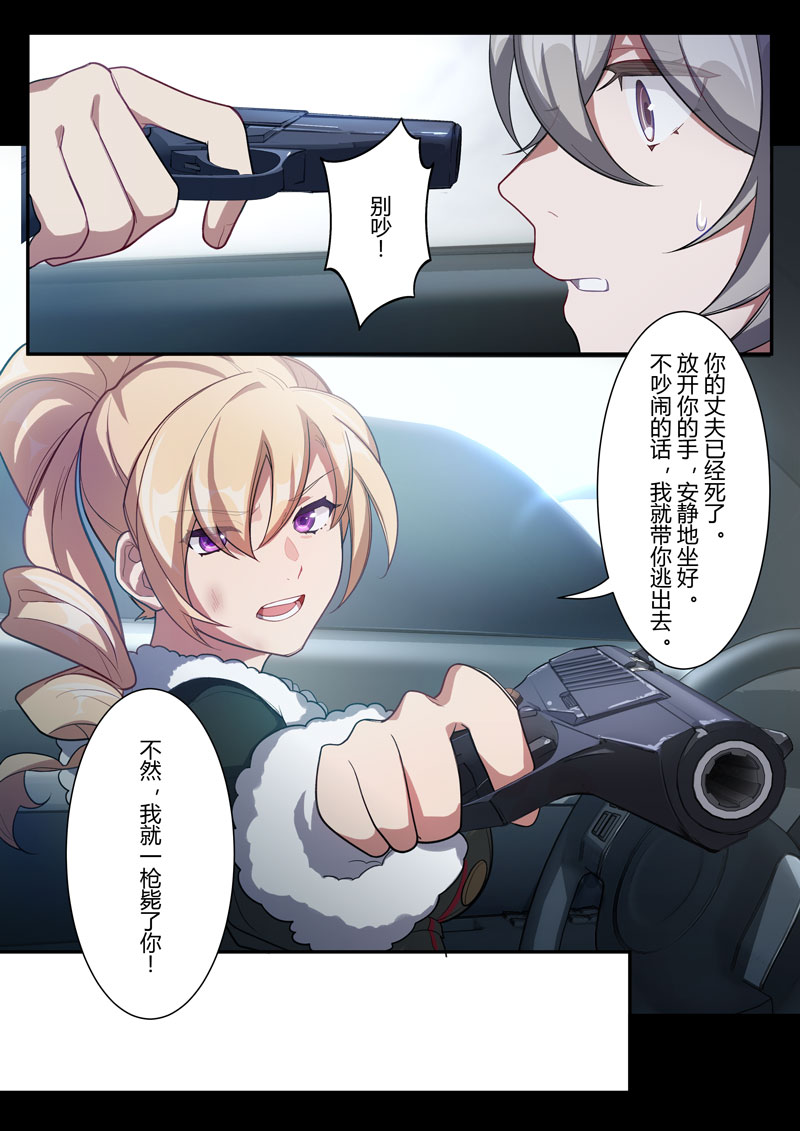 别吵！
你的丈夫已经死了。
放开你的手，安静地坐好。
不吵闹的话，我就带你逃出去。
不然，我就一枪毙了你！